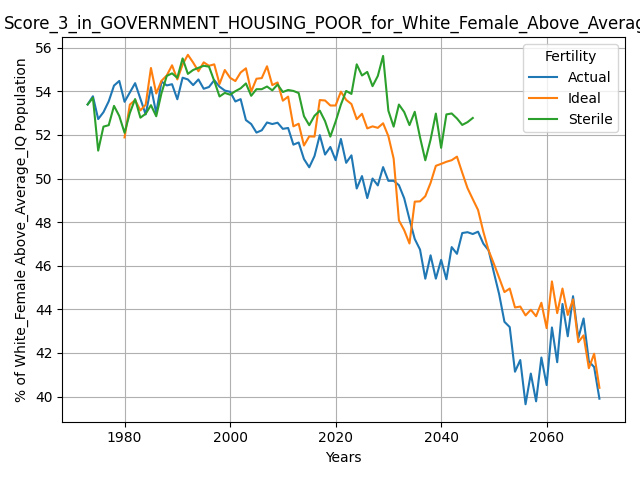 Score_3_in_GOVERNMENT_HOUSING_POOR_for_White_Female_Above_Averag
% of White_Female Above_Average_IQ Population
56
54
52
50
48
46
44
42
40
1980
2000
2020
2040
2060
Years
Fertility
Actual
Ideal
Sterile